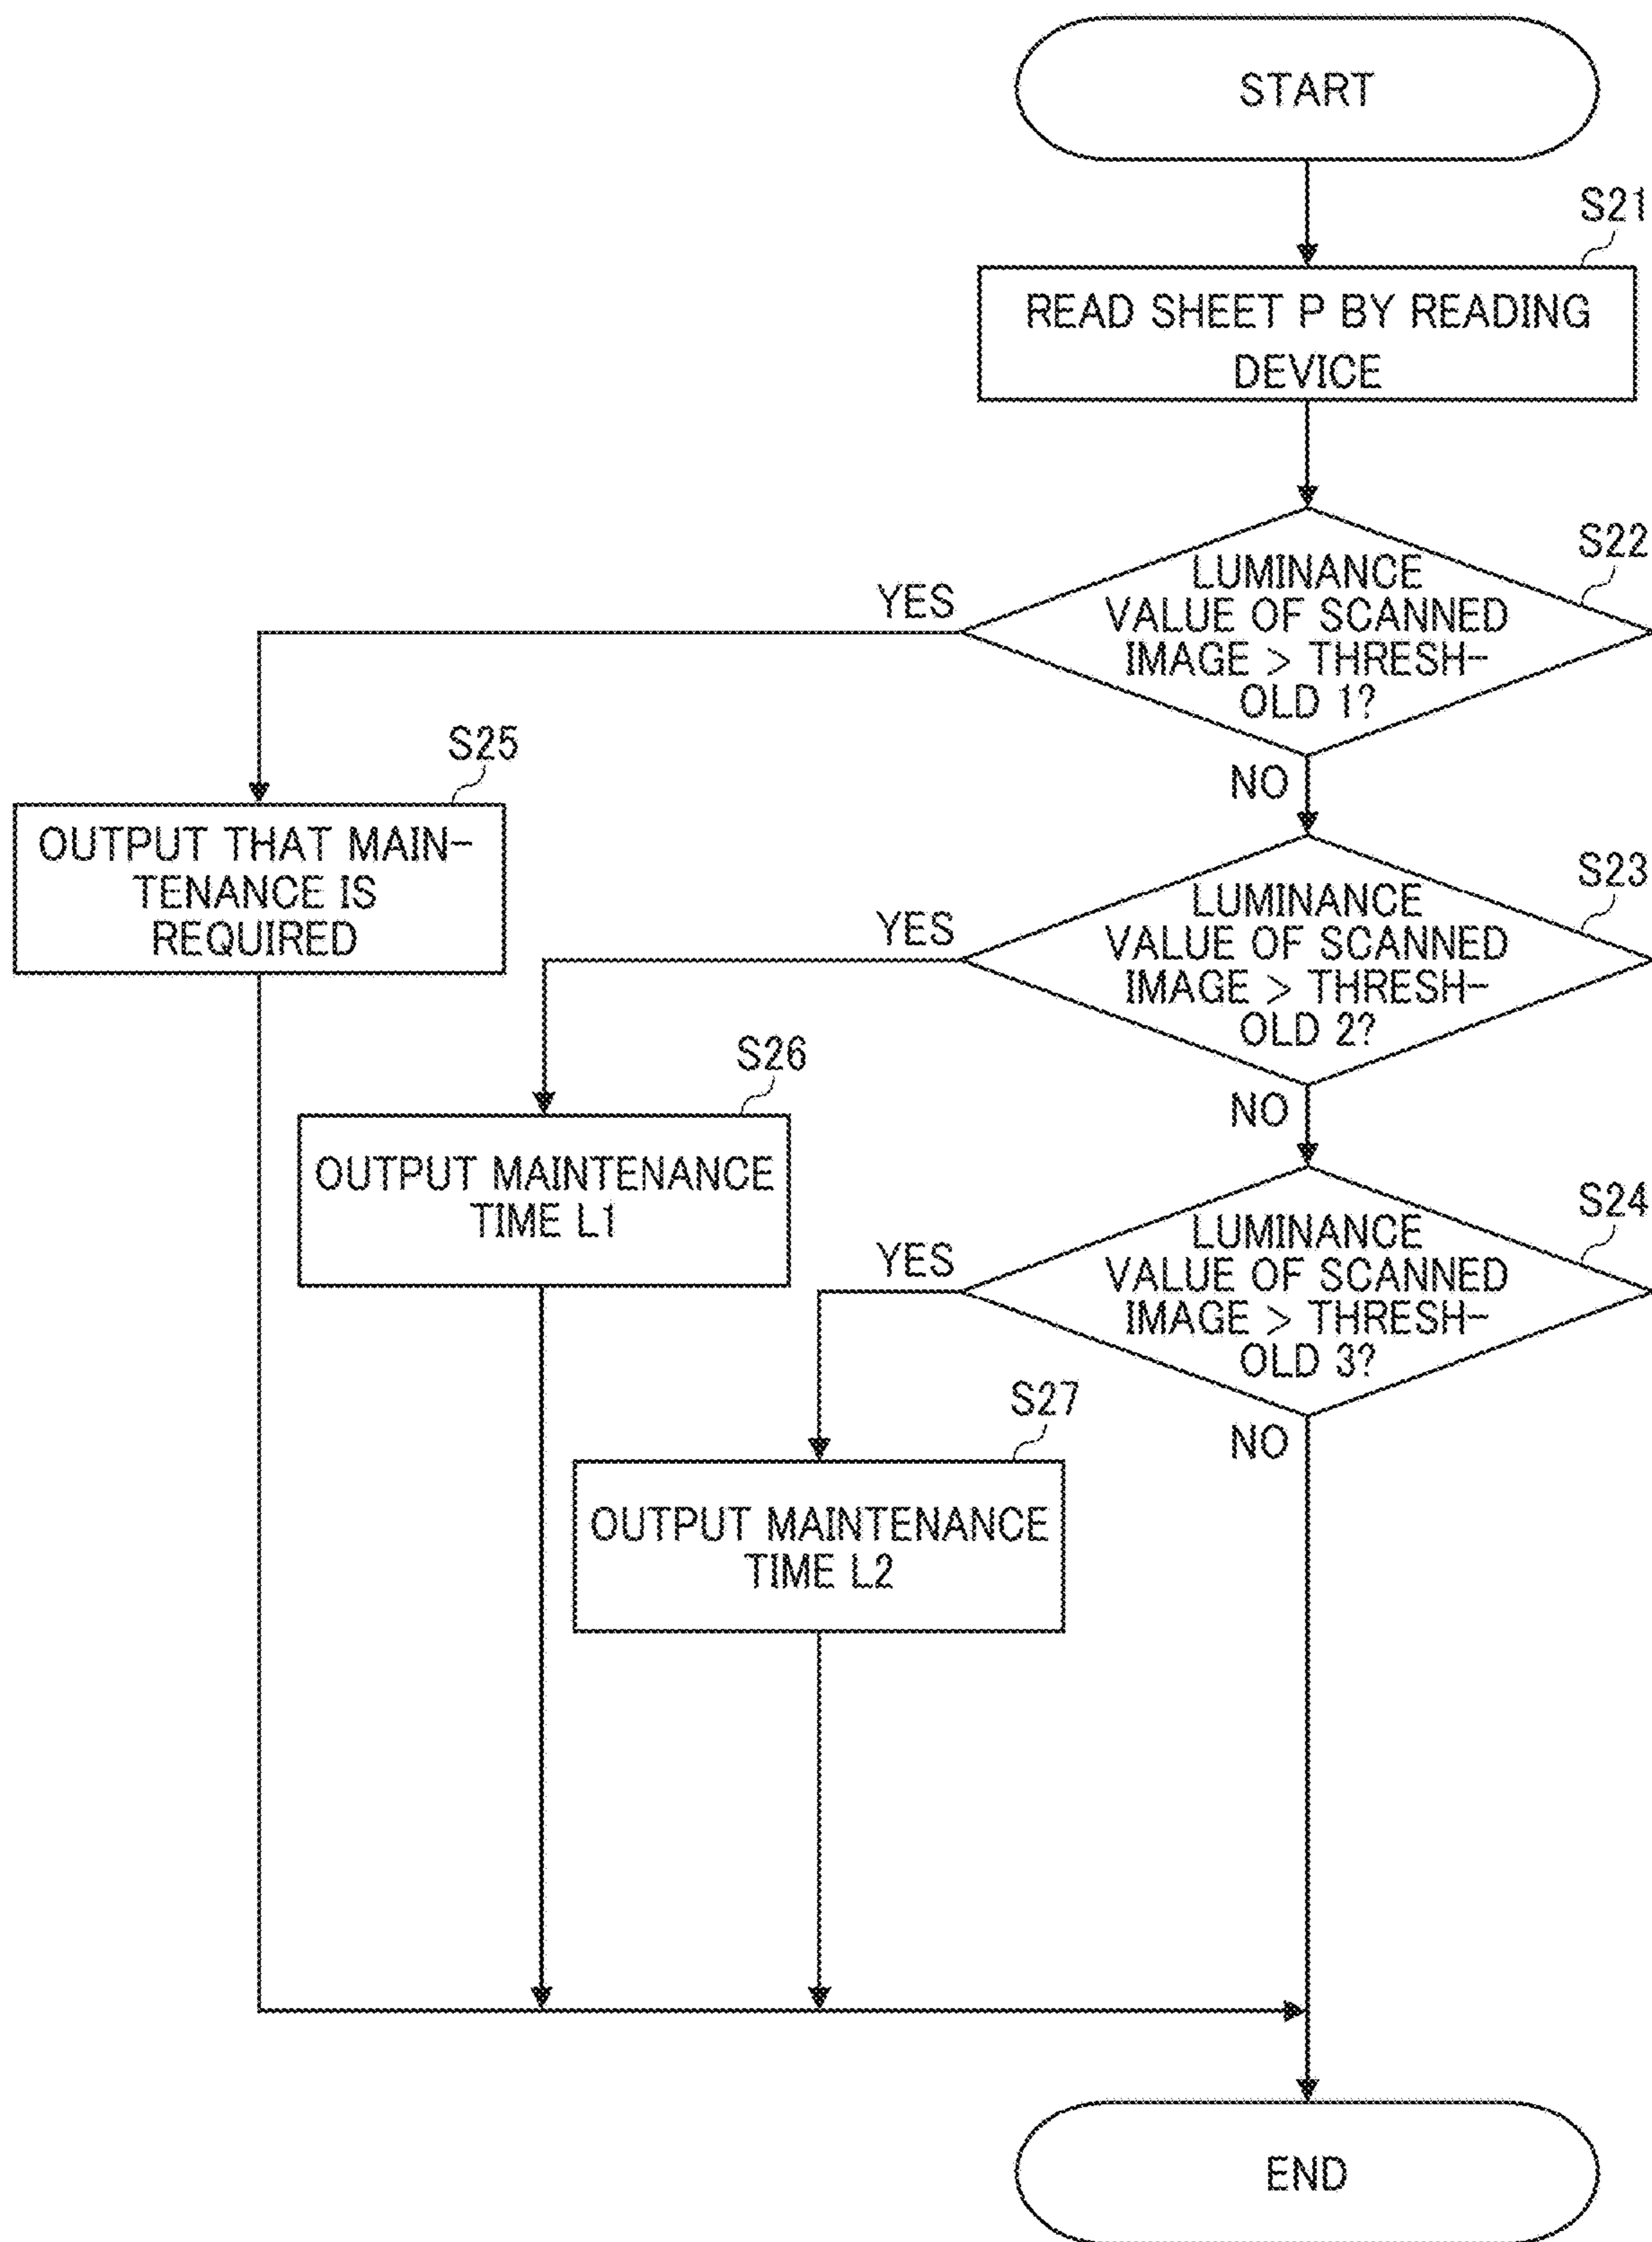 START
S21
READ SHEET P BY READING
DEVICE
S22
LUMINANCE
VALUE OF SCANNED
IMAGE > THRESH-
OLD 1?
YES
NO
S25
OUTPUT THAT MAIN-
TENANCE IS
REQUIRED
S23
LUMINANCE
VALUE OF SCANNED
IMAGE > THRESH-
OLD 2?
YES
NO
S26
OUTPUT MAINTENANCE
TIME L1
S24
LUMINANCE
VALUE OF SCANNED
IMAGE > THRESH-
OLD 3?
YES
NO
S27
OUTPUT MAINTENANCE
TIME L2
END